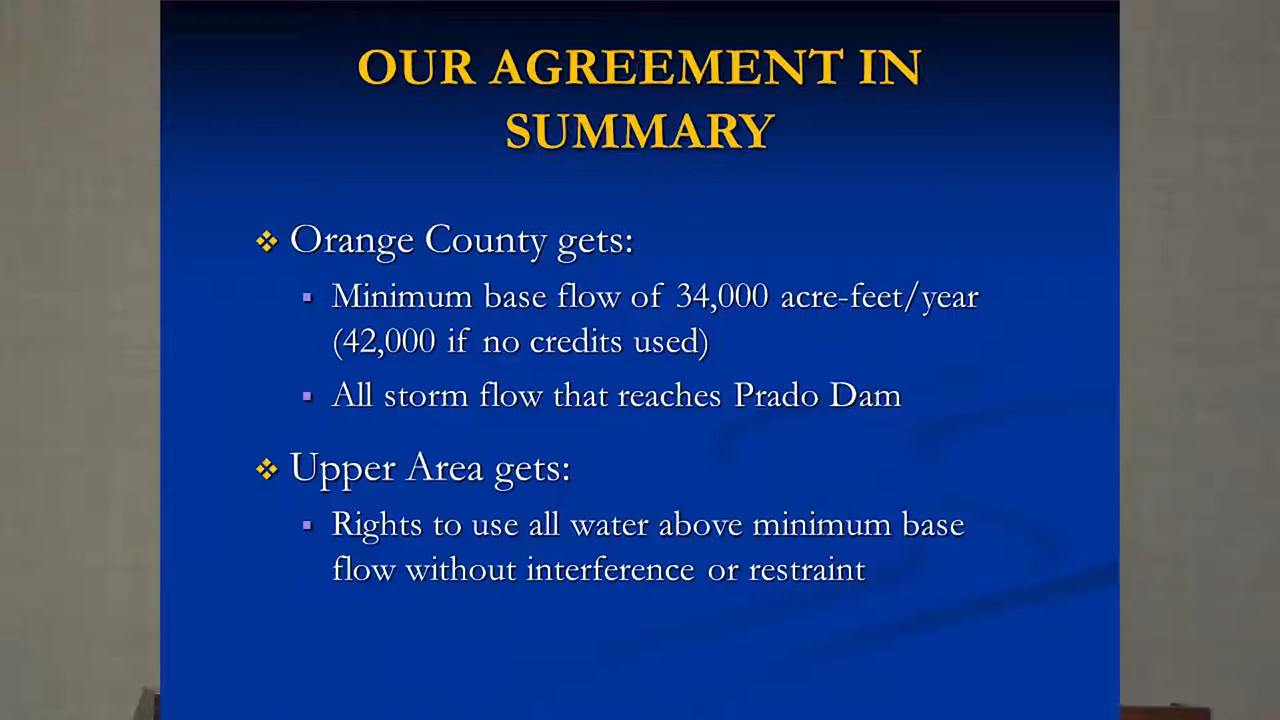 OUR AGREEMENT IN
SUMMARY
Orange County gets:
Minimum base flow of 34,000 acre-feet/year
(42,000 if no credits used)
All storm flow that reaches Prado Dam
Upper Area gets:
Rights to use all water above minimum base
flow without interference or restraint